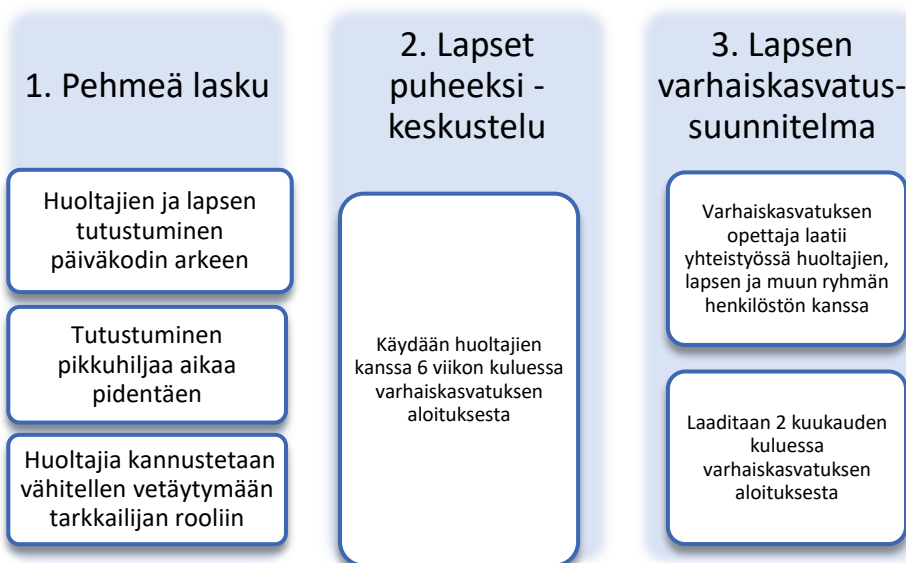 1. Pehmeä lasku
Huoltajien ja lapsen
tutustuminen
päiväkodin arkeen
Tutustuminen
pikkuhiljaa aikaa
pidentäen
Huoltajia kannustetaan
vähitellen vetäytymään
tarkkailijan rooliin
2. Lapset
puheeksi -
keskustelu
Käydään huoltajien
kanssa 6 viikon kuluessa
varhaiskasvatuksen
aloituksesta
3. Lapsen
varhaiskasvatus-
suunnitelma
Varhaiskasvatuksen
opettaja laatii
yhteistyössä huoltajien,
lapsen ja muun ryhmän
henkilöstön kanssa
Laaditaan 2 kuukauden
kuluessa
varhaiskasvatuksen
aloituksesta